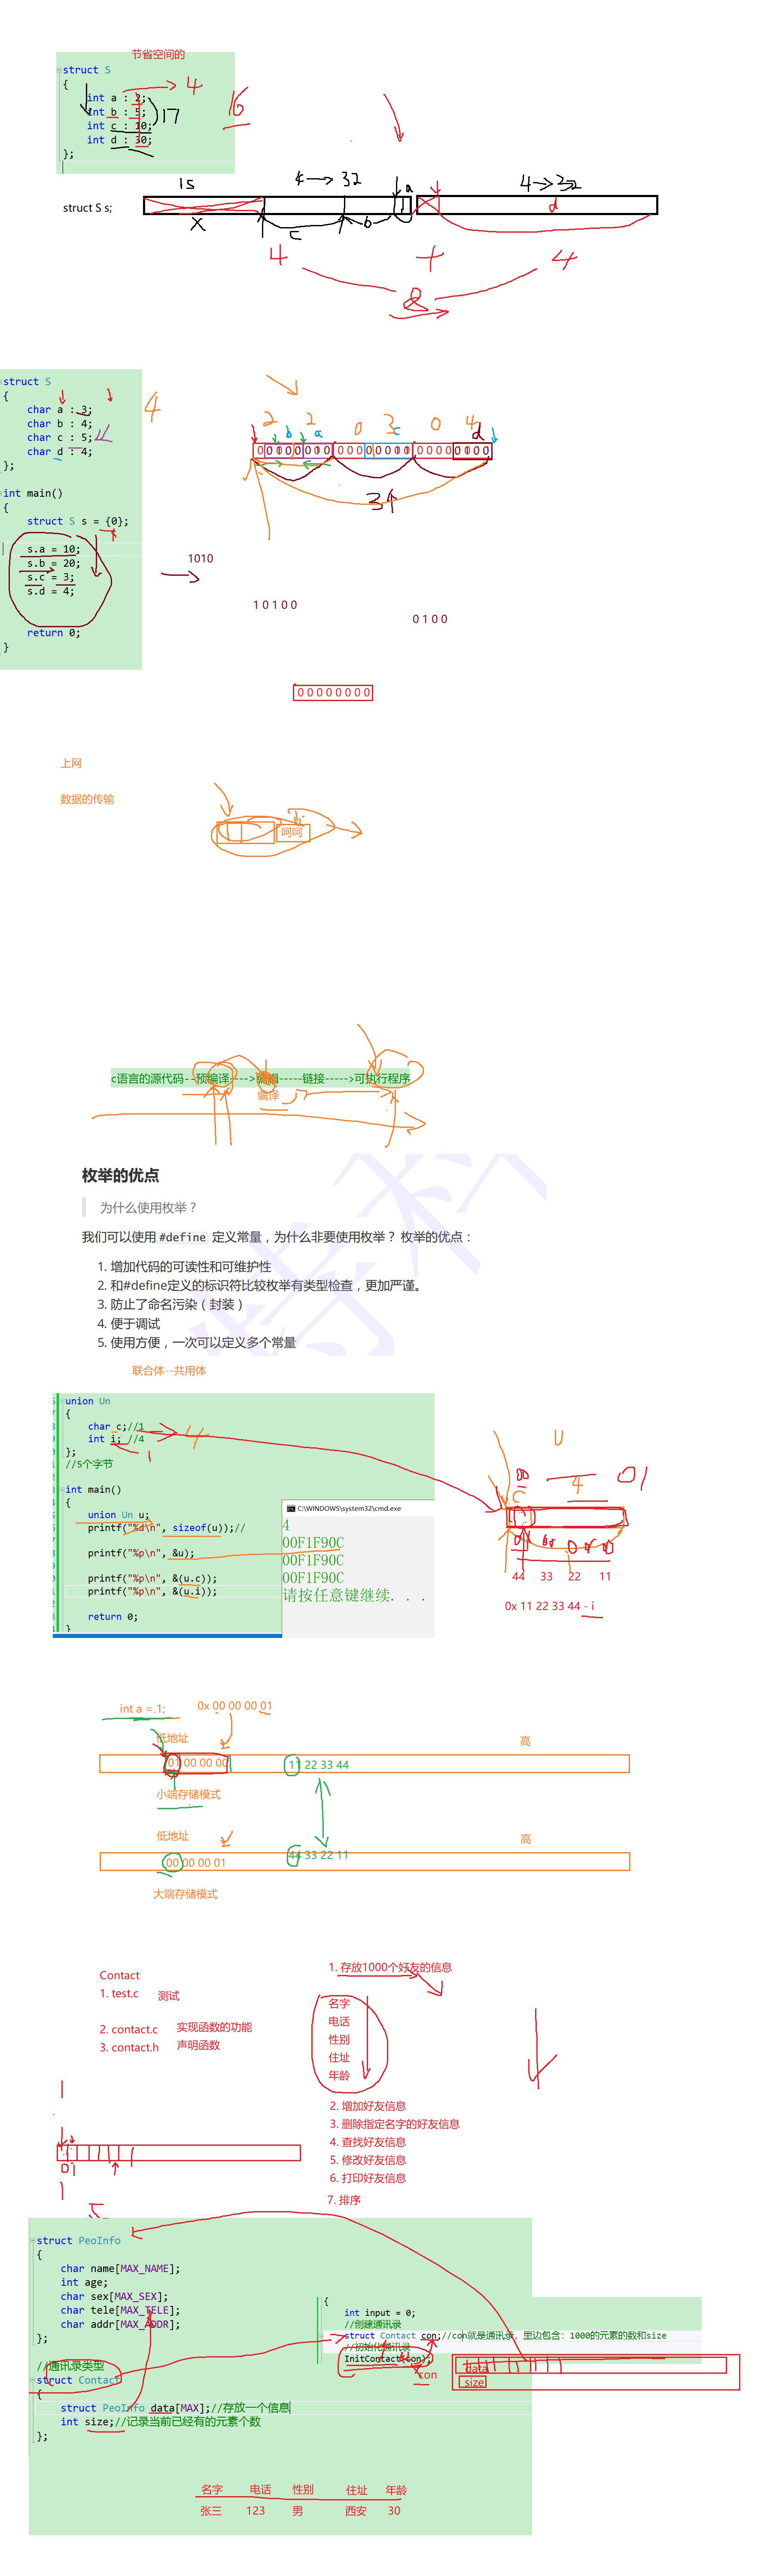 节省空间的
struct S
{
int a : 2;
int b : 5;
int c : 10;
int d : 30;
};
4
17
16
15
4 32
a
4 32
struct S s;
d
X
c
b
4 + 4
8
struct S
{
char a : 3;
char b : 4;
char c : 5;
char d : 4;
};
4
2 2 0 3 0 4
b a c d
0 0 1 0 0 0 1 0 0 0 0 0 0 0 1 1 0 0 0 0 0 1 0 0
3个
int main()
{
struct S s = {0};
s.a = 10;
s.b = 20;
s.c = 3;
s.d = 4;
return 0;
}
1010
1 0 1 0 0
0 1 0 0
0 0 0 0 0 0 0 0
上网
数据的传输
呵呵
c语言的源代码--预编译---->编译-----链接----->可执行程序
编译
枚举的优点
为什么使用枚举？
我们可以使用 #define 定义常量，为什么非要使用枚举？ 枚举的优点：
1. 增加代码的可读性和可维护性
2. 和#define定义的标识符比较枚举有类型检查，更加严谨。
3. 防止了命名污染（封装）
4. 便于调试
5. 使用方便，一次可以定义多个常量
联合体--共用体
union Un
{
char c;//1
int i; //4
};
//5个字节
4
int main()
{
union Un u;
printf("%d\n", sizeof(u));//
printf("%p\n", &u);
printf("%p\n", &(u.c));
printf("%p\n", &(u.i));
return 0;
}
C:\WINDOWS\system32\cmd.exe
4
00F1F90C
00F1F90C
00F1F90C
请按任意键继续. . .
U
00 01
4
C
44 33 22 11
0x 11 22 33 44 - i
int a = 1;
0x 00 00 00 01
低地址
高
01 00 00 00
11 22 33 44
小端存储模式
低地址
高
00 00 00 01
44 33 22 11
大端存储模式
Contact
1. test.c 测试
2. contact.c 实现函数的功能
3. contact.h 声明函数
1. 存放1000个好友的信息
名字
电话
性别
住址
年龄
2. 增加好友信息
3. 删除指定名字的好友信息
4. 查找好友信息
5. 修改好友信息
6. 打印好友信息
7. 排序
0 1
struct PeoInfo
{
char name[MAX_NAME];
int age;
char sex[MAX_SEX];
char tele[MAX_TELE];
char addr[MAX_ADDR];
};
//通讯录类型
struct Contact
{
struct PeoInfo data[MAX];//存放一个信息
int size;//记录当前已经有的元素个数
};
{
int input = 0;
//创建通讯录
struct Contact con;//con就是通讯录，里边包含：1000的元素的数和size
//初始化通讯录
InitContact(&con);
con
data
size
名字 电话 性别 住址 年龄
张三 123 男 西安 30